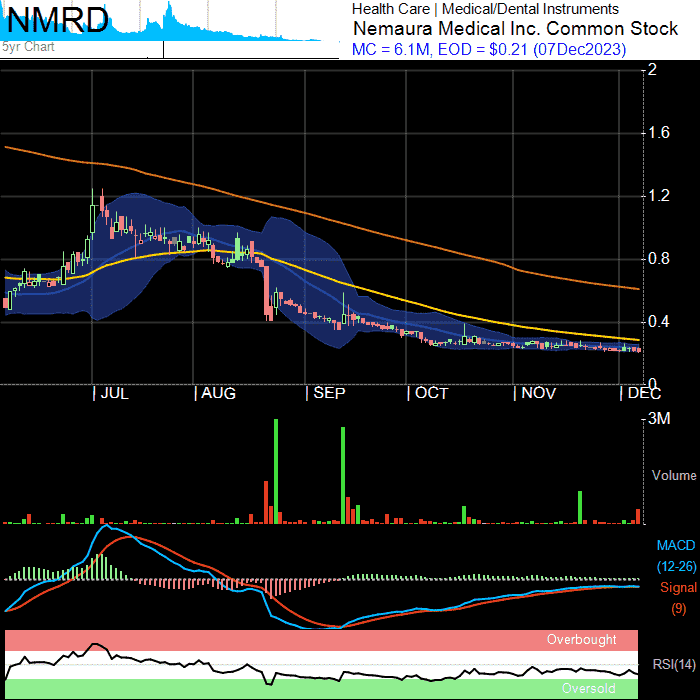 NMRD
Health Care | Medical/Dental Instruments
Nemaura Medical Inc. Common Stock
5yr Chart
MC = 6.1M, EOD = $0.21 (07Dec2023)
2
1.6
1.2
0.8
0.4
0
| JUL | AUG | SEP | OCT | NOV | DEC
3M
Volume
MACD
(12-26)
Signal
(9)
Overbought
RSI(14)
Oversold